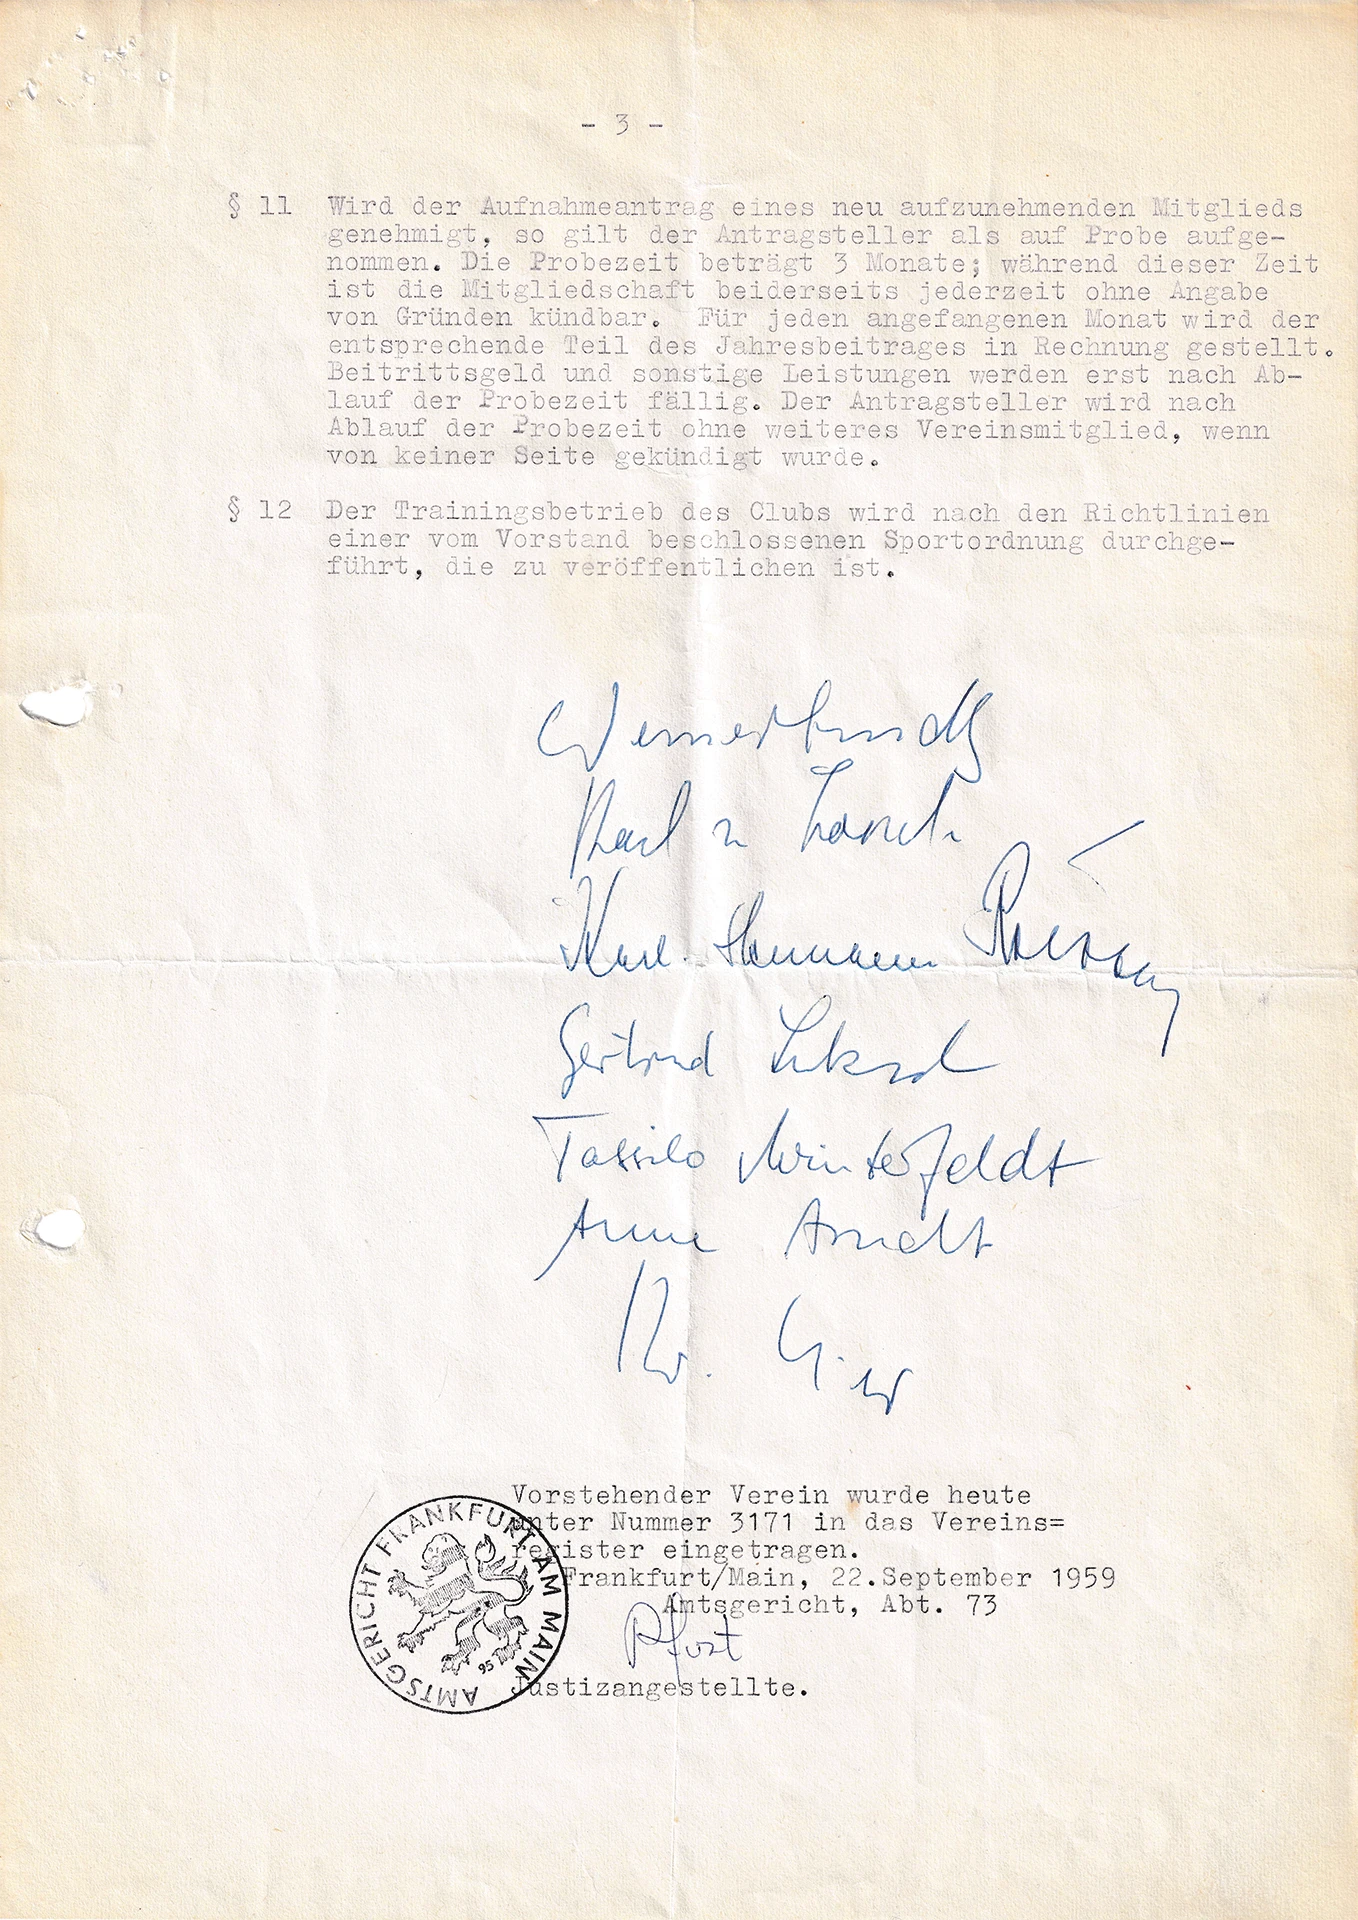 - 3 -
§ 11 Wird der Aufnahmeantrag eines neu aufzunehmenden Mitglieds
genehmigt, so gilt der Antragsteller als auf Probe aufge-
nommen. Die Probezeit beträgt 3 Monate; während dieser Zeit
ist die Mitgliedschaft beiderseits jederzeit ohne Angabe
von Gründen kündbar. Für jeden angefangenen Monat wird der
entsprechende Teil des Jahresbeitrages in Rechnung gestellt.
Beitrittsgeld und sonstige Leistungen werden erst nach Ab-
lauf der Probezeit fällig. Der Antragsteller wird nach
Ablauf der Probezeit ohne weiteres Vereinsmitglied, wenn
von keiner Seite gekündigt wurde.
§ 12 Der Trainingsbetrieb des Clubs wird nach den Richtlinien
einer vom Vorstand beschlossenen Sportordnung durchge-
führt, die zu veröffentlichen ist.
Karl
Karl-Hermann
Gertrud
Tassilo Winterfeldt
Anne Arndt
Vorstehender Verein wurde heute
unter Nummer 3171 in das Vereins=
register eingetragen.
Frankfurt/Main, 22.September 1959
Amtsgericht, Abt. 73
Justizangestellte.
AMTSGERICHT FRANKFURT AM MAIN
95